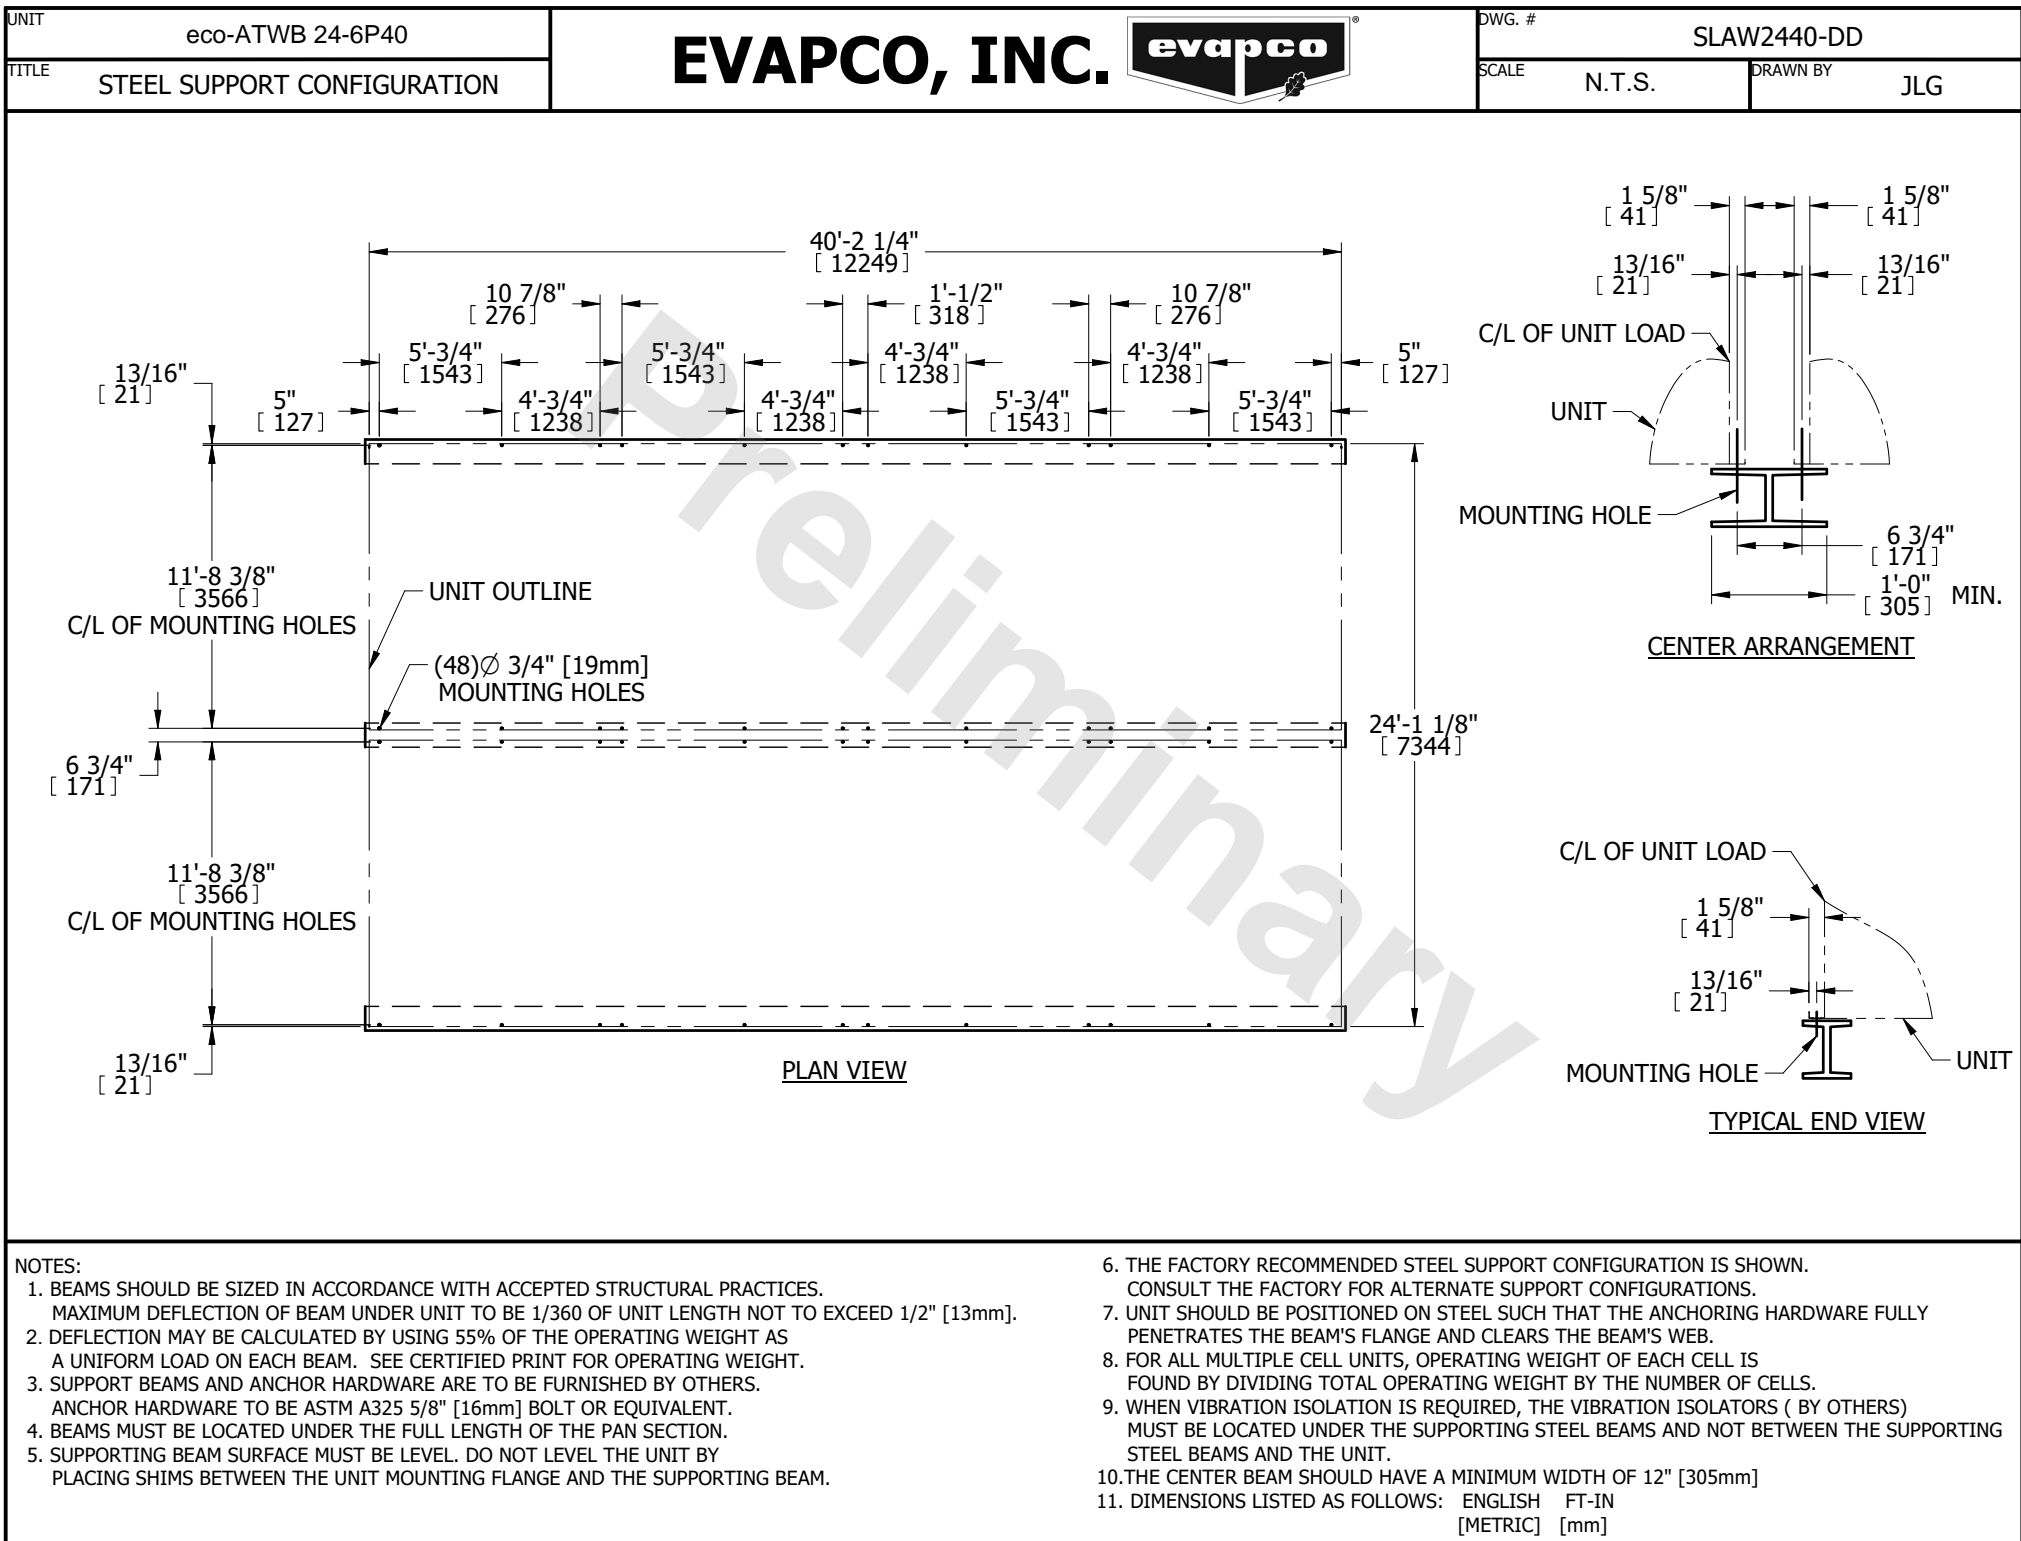 UNIT
eco-ATWB 24-6P40
TITLE
STEEL SUPPORT CONFIGURATION
EVAPCO, INC.
evapco
®
DWG. #
SLAW2440-DD
SCALE
N.T.S.
DRAWN BY
JLG
40'-2 1/4"
[ 12249]
10 7/8"
[ 276]
1'-1/2"
[ 318 ]
10 7/8"
[ 276]
5'-3/4"
[ 1543]
5'-3/4"
[ 1543]
4'-3/4"
[ 1238]
4'-3/4"
[ 1238]
5"
[ 127]
13/16"
[ 21]
5"
[ 127]
4'-3/4"
[ 1238]
4'-3/4"
[ 1238]
5'-3/4"
[ 1543]
5'-3/4"
[ 1543]
11'-8 3/8"
[ 3566]
C/L OF MOUNTING HOLES
UNIT OUTLINE
(48)Ø 3/4" [19mm]
MOUNTING HOLES
6 3/4"
[ 171]
24'-1 1/8"
[ 7344]
11'-8 3/8"
[ 3566]
C/L OF MOUNTING HOLES
13/16"
[ 21]
PLAN VIEW
Preliminary
1 5/8"
[ 41]
1 5/8"
[ 41]
13/16"
[ 21]
13/16"
[ 21]
C/L OF UNIT LOAD
UNIT
MOUNTING HOLE
6 3/4"
[ 171]
1'-0"
[ 305] MIN.
CENTER ARRANGEMENT
C/L OF UNIT LOAD
1 5/8"
[ 41]
13/16"
[ 21]
MOUNTING HOLE
UNIT
TYPICAL END VIEW
NOTES:
1. BEAMS SHOULD BE SIZED IN ACCORDANCE WITH ACCEPTED STRUCTURAL PRACTICES.
MAXIMUM DEFLECTION OF BEAM UNDER UNIT TO BE 1/360 OF UNIT LENGTH NOT TO EXCEED 1/2" [13mm].
2. DEFLECTION MAY BE CALCULATED BY USING 55% OF THE OPERATING WEIGHT AS
A UNIFORM LOAD ON EACH BEAM. SEE CERTIFIED PRINT FOR OPERATING WEIGHT.
3. SUPPORT BEAMS AND ANCHOR HARDWARE ARE TO BE FURNISHED BY OTHERS.
ANCHOR HARDWARE TO BE ASTM A325 5/8" [16mm] BOLT OR EQUIVALENT.
4. BEAMS MUST BE LOCATED UNDER THE FULL LENGTH OF THE PAN SECTION.
5. SUPPORTING BEAM SURFACE MUST BE LEVEL. DO NOT LEVEL THE UNIT BY
PLACING SHIMS BETWEEN THE UNIT MOUNTING FLANGE AND THE SUPPORTING BEAM.
6. THE FACTORY RECOMMENDED STEEL SUPPORT CONFIGURATION IS SHOWN.
CONSULT THE FACTORY FOR ALTERNATE SUPPORT CONFIGURATIONS.
7. UNIT SHOULD BE POSITIONED ON STEEL SUCH THAT THE ANCHORING HARDWARE FULLY
PENETRATES THE BEAM'S FLANGE AND CLEARS THE BEAM'S WEB.
8. FOR ALL MULTIPLE CELL UNITS, OPERATING WEIGHT OF EACH CELL IS
FOUND BY DIVIDING TOTAL OPERATING WEIGHT BY THE NUMBER OF CELLS.
9. WHEN VIBRATION ISOLATION IS REQUIRED, THE VIBRATION ISOLATORS ( BY OTHERS)
MUST BE LOCATED UNDER THE SUPPORTING STEEL BEAMS AND NOT BETWEEN THE SUPPORTING
STEEL BEAMS AND THE UNIT.
10.THE CENTER BEAM SHOULD HAVE A MINIMUM WIDTH OF 12" [305mm]
11. DIMENSIONS LISTED AS FOLLOWS: ENGLISH FT-IN
[METRIC] [mm]